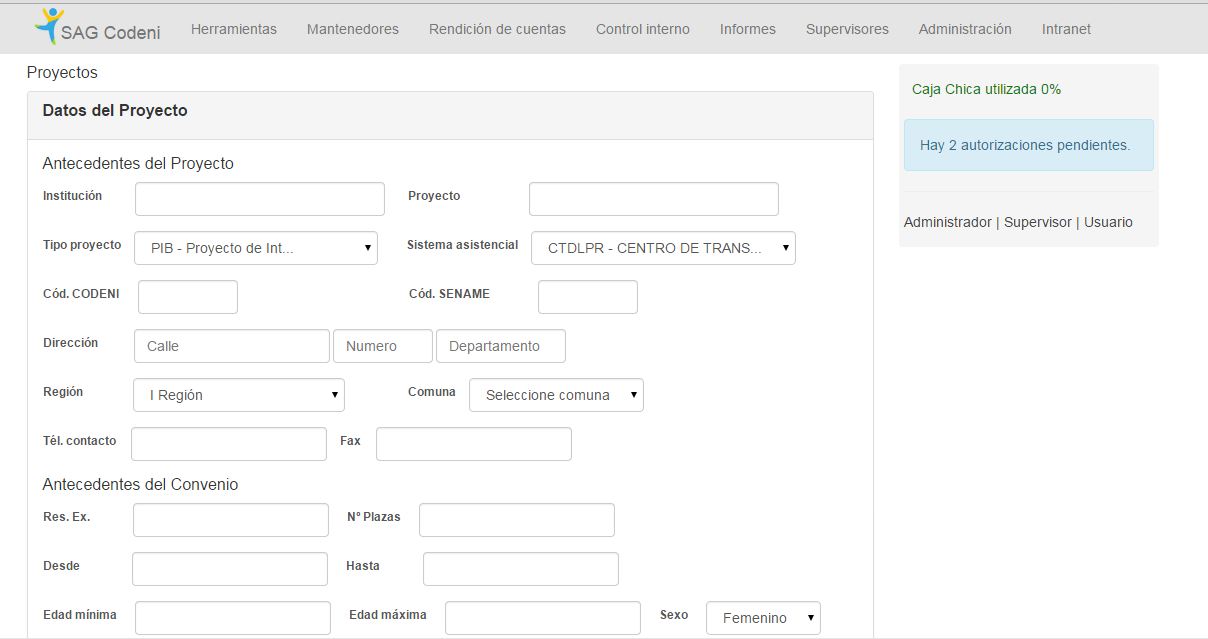 SAG Codeni Herramientas Mantenedores Rendición de cuentas Control interno Informes Supervisores Administración Intranet
Proyectos
Datos del Proyecto
Antecedentes del Proyecto
Institución Proyecto
Tipo proyecto PIB - Proyecto de Int... Sistema asistencial CTDLPR - CENTRO DE TRANS...
Cód. CODENI Cód. SENAME
Dirección Calle Numero Departamento
Región I Región Comuna Seleccione comuna
Tél. contacto Fax
Antecedentes del Convenio
Res. Ex. Nº Plazas
Desde Hasta
Edad mínima Edad máxima Sexo Femenino
Caja Chica utilizada 0%
Hay 2 autorizaciones pendientes.
Administrador | Supervisor | Usuario